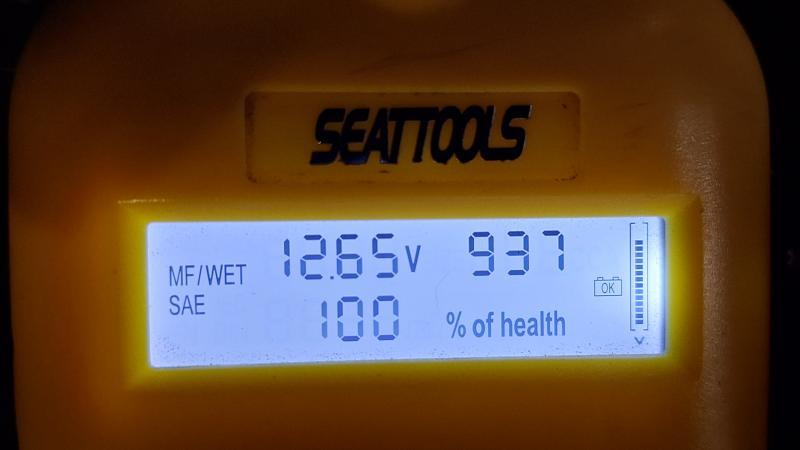 SEATTOOLS
MF/WET 12.65V 937
SAE
OK
100 % of health